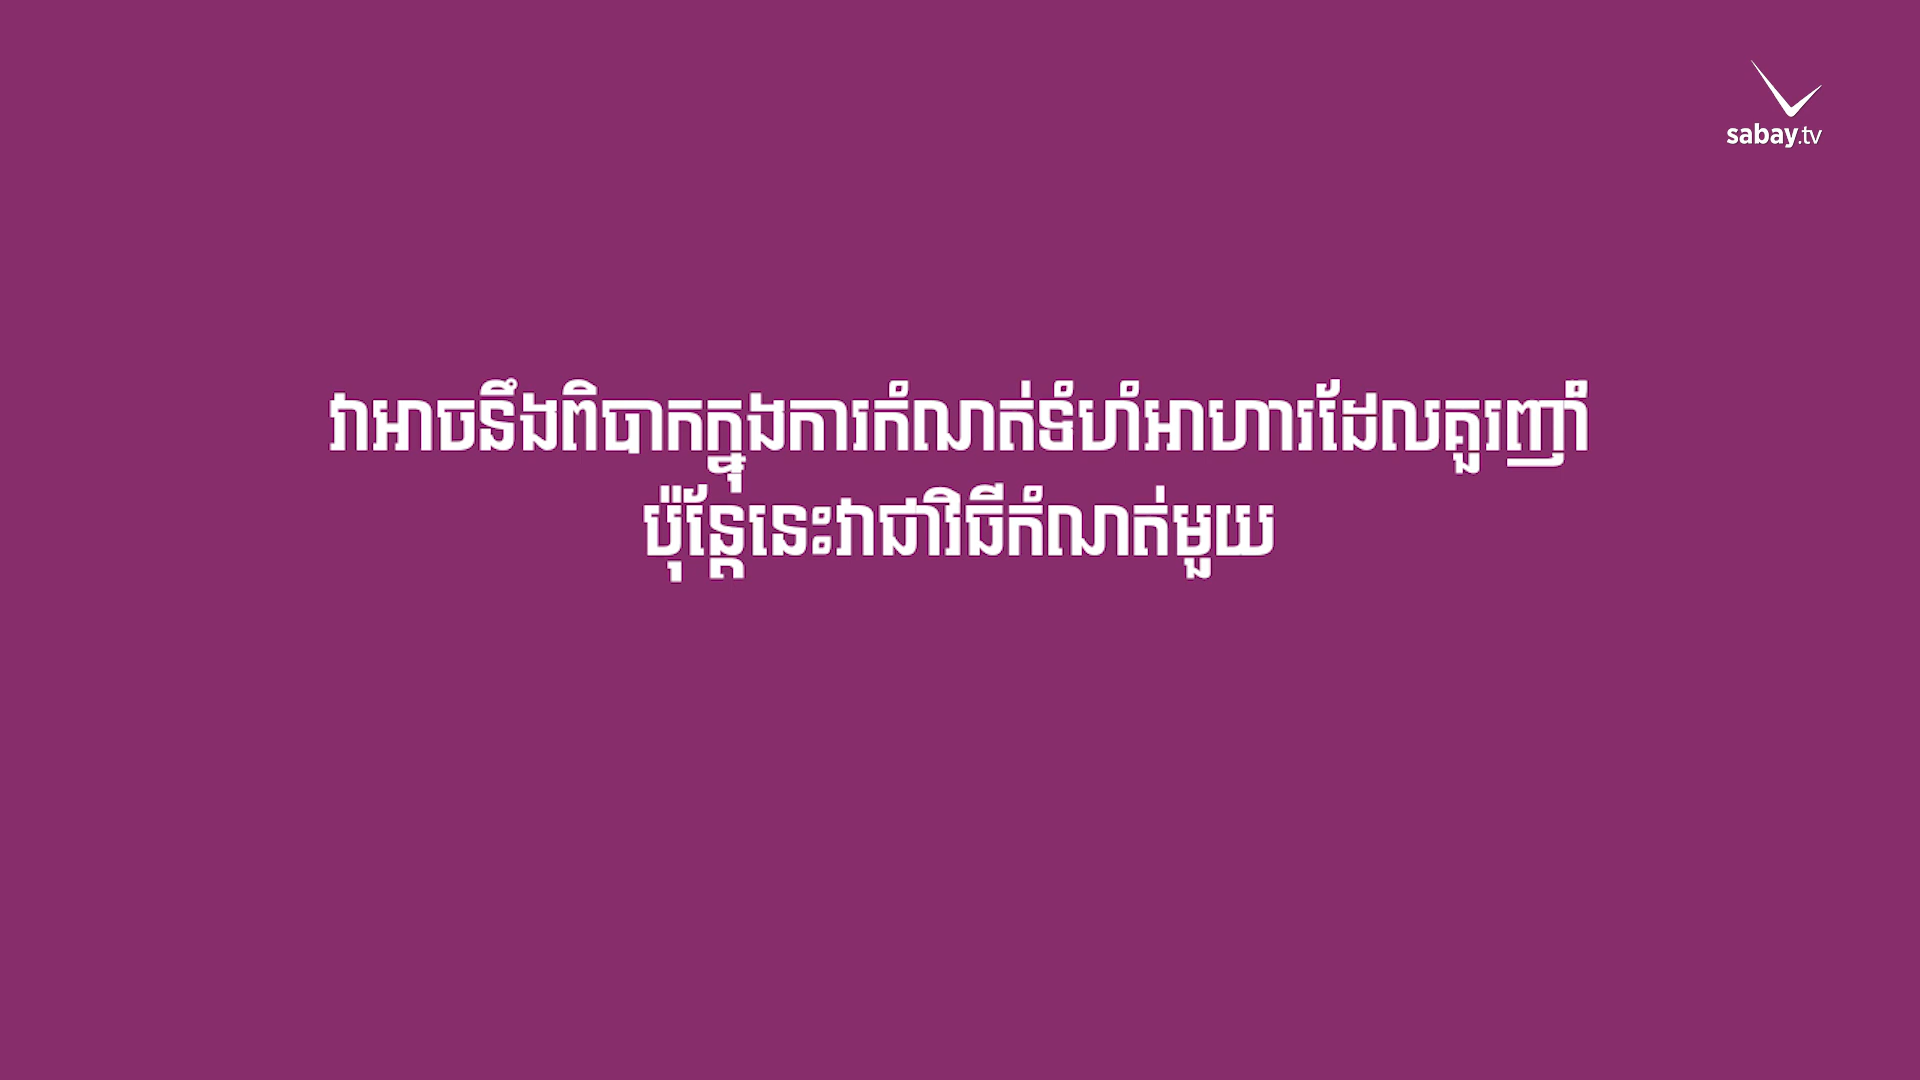 sabay.tv
វាអាចនឹងពិបាកក្នុងការកំណត់ទំហំអាហារដែលគួរញ៉ាំ
ប៉ុន្តែនេះវាជាវិធីកំណត់មួយ